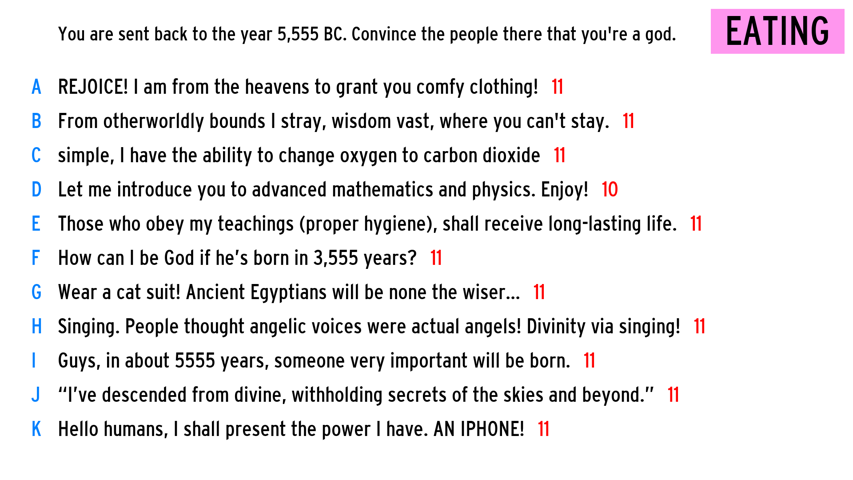 You are sent back to the year 5,555 BC. Convince the people there that you're a god.
EATING
A REJOICE! I am from the heavens to grant you comfy clothing! 11
B From otherworldly bounds I stray, wisdom vast, where you can't stay. 11
C simple, I have the ability to change oxygen to carbon dioxide 11
D Let me introduce you to advanced mathematics and physics. Enjoy! 10
E Those who obey my teachings (proper hygiene), shall receive long-lasting life. 11
F How can I be God if he’s born in 3,555 years? 11
G Wear a cat suit! Ancient Egyptians will be none the wiser... 11
H Singing. People thought angelic voices were actual angels! Divinity via singing! 11
I Guys, in about 5555 years, someone very important will be born. 11
J “I’ve descended from divine, withholding secrets of the skies and beyond.” 11
K Hello humans, I shall present the power I have. AN IPHONE! 11